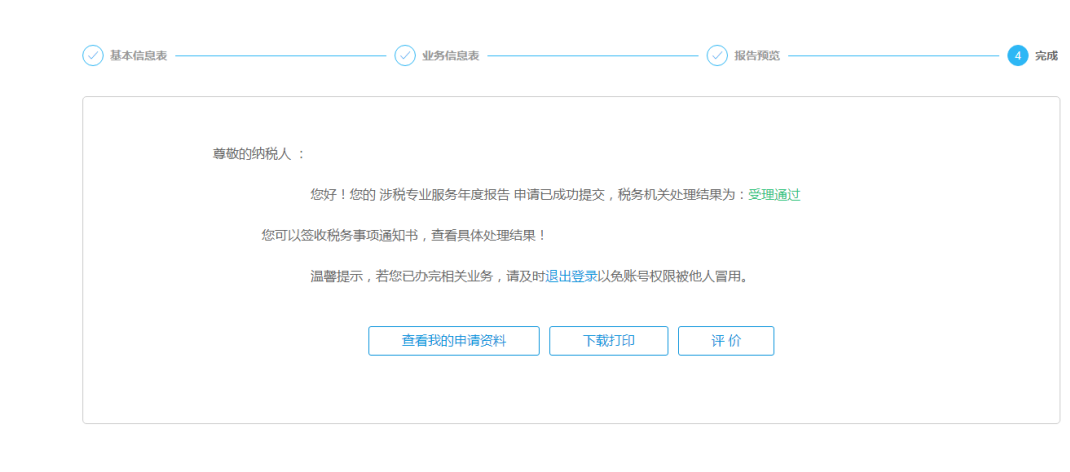 基本信息表 业务信息表 报告预览 4 完成
尊敬的纳税人 ：
您好！您的 涉税专业服务年度报告 申请已成功提交，税务机关处理结果为：受理通过
您可以签收税务事项通知书，查看具体处理结果！
温馨提示，若您已办完相关业务，请及时退出登录以免账号权限被他人冒用。
查看我的申请资料 下载打印 评 价